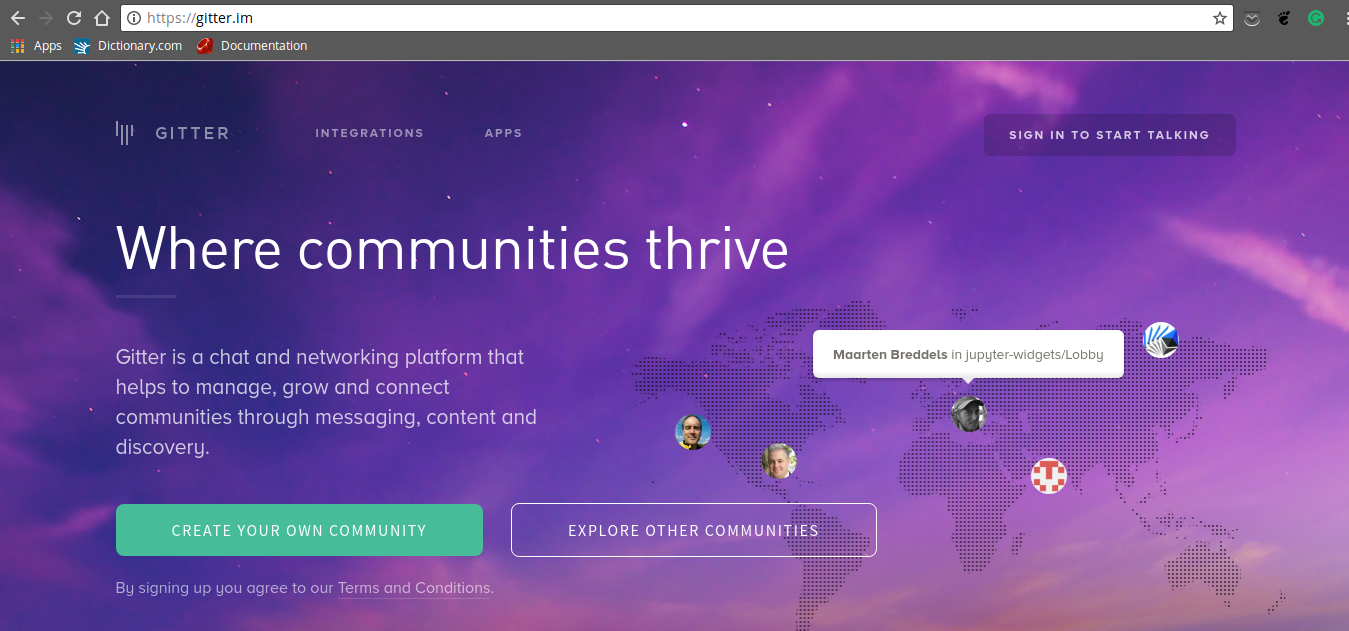 https://gitter.im
Apps Dictionary.com Documentation
GITTER INTEGRATIONS APPS SIGN IN TO START TALKING
Where communities thrive
Maarten Breddels in jupyter-widgets/Lobby
Gitter is a chat and networking platform that
helps to manage, grow and connect
communities through messaging, content and
discovery.
CREATE YOUR OWN COMMUNITY EXPLORE OTHER COMMUNITIES
By signing up you agree to our Terms and Conditions.